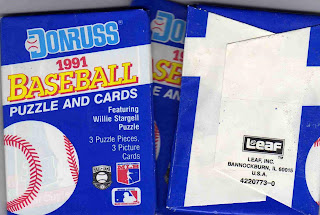 DONRUSS
1991
BASEBALL
PUZZLE AND CARDS
Featuring
Willie Stargell
Puzzle
3 Puzzle Pieces,
3 Picture
Cards
Leaf
LEAF, INC.
BANNOCKBURN, IL 60015
U.S.A.
4220773-0